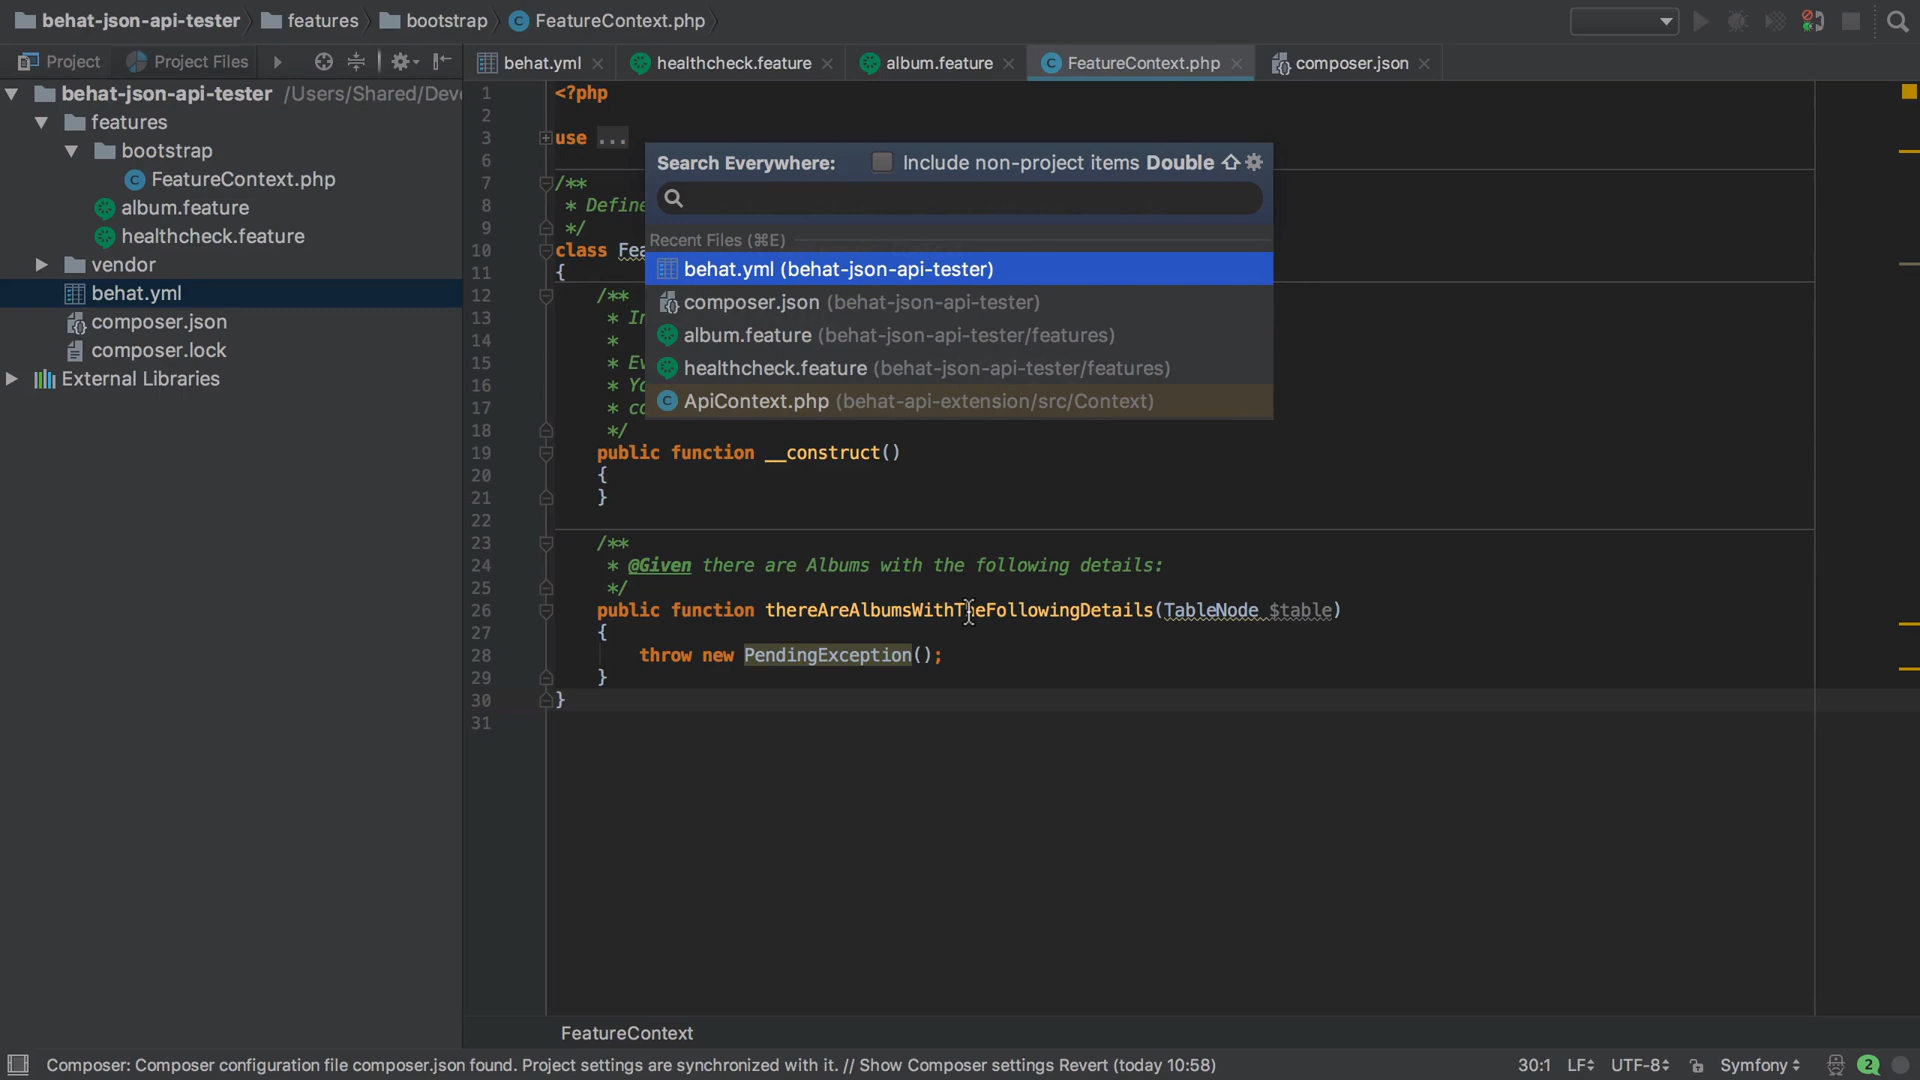 behat-json-api-tester features bootstrap FeatureContext.php
Project Project Files behat.yml healthcheck.feature album.feature FeatureContext.php composer.json
behat-json-api-tester /Users/Shared/Deve
features
bootstrap
FeatureContext.php
album.feature
healthcheck.feature
vendor
behat.yml
composer.json
composer.lock
External Libraries
1 <?php
2
3 use ...
6
7 /**
8 * Define
9 */
10 class Fea
11 {
12 /**
13 * In
14 *
15 * Ev
16 * Yo
17 * co
18 */
19 public function __construct()
20 {
21 }
22
23 /**
24 * @Given there are Albums with the following details:
25 */
26 public function thereAreAlbumsWithTheFollowingDetails(TableNode $table)
27 {
28 throw new PendingException();
29 }
30 }
31
Search Everywhere: Include non-project items Double
Recent Files (⌘E)
behat.yml (behat-json-api-tester)
composer.json (behat-json-api-tester)
album.feature (behat-json-api-tester/features)
healthcheck.feature (behat-json-api-tester/features)
ApiContext.php (behat-api-extension/src/Context)
FeatureContext
Composer: Composer configuration file composer.json found. Project settings are synchronized with it. // Show Composer settings Revert (today 10:58) 30:1 LF UTF-8 Symfony 2